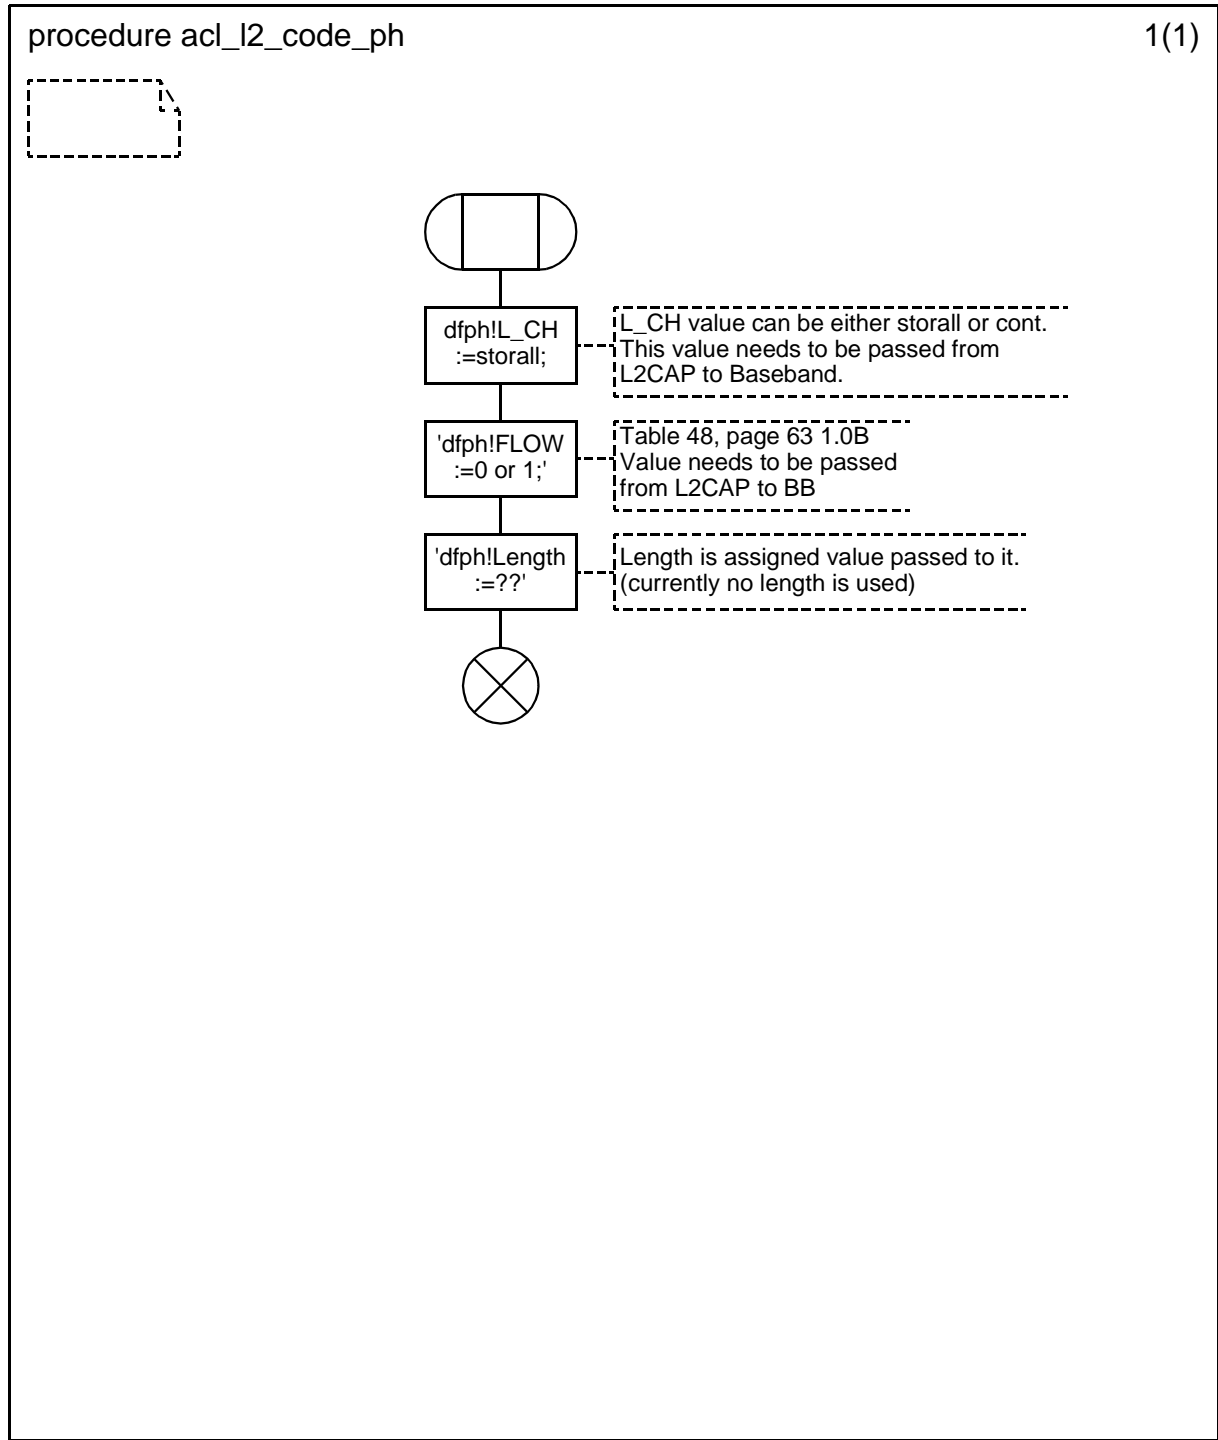 procedure acl_l2_code_ph
1(1)
dfph!L_CH
:=storall;
L_CH value can be either storall or cont.
This value needs to be passed from
L2CAP to Baseband.
'dfph!FLOW
:=0 or 1;'
Table 48, page 63 1.0B
Value needs to be passed
from L2CAP to BB
'dfph!Length
:=??'
Length is assigned value passed to it.
(currently no length is used)